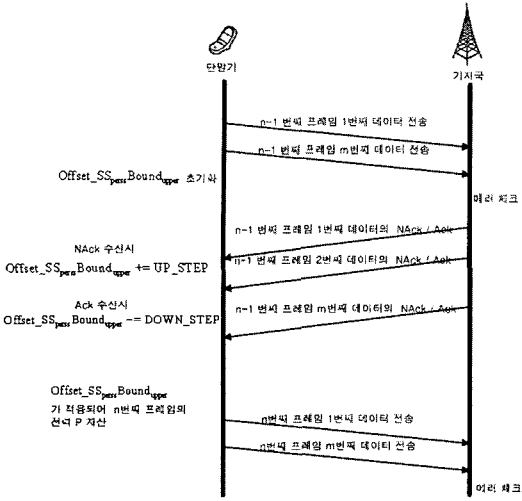 단말기
기지국
n-1 번째 프레임 1번째 데이터 전송
n-1 번째 프레임 m번째 데이터 전송
Offset_SSperssBoundupper 초기화
에러 체크
n-1 번째 프레임 1번째 데이터의 NAck / Ack
NAck 수신시
n-1 번째 프레임 2번째 데이터의 NAck / Ack
Offset_SSperssBoundupper += UP_STEP
Ack 수신시
n-1 번째 프레임 m번째 데이터의 NAck / Ack
Offset_SSperssBoundupper -= DOWN_STEP
Offset_SSperssBoundupper
가 적용되어 n번째 프레임의
전력 P 계산
n번째 프레임 1번째 데이터 전송
n번째 프레임 m번째 데이터 전송
에러 체크